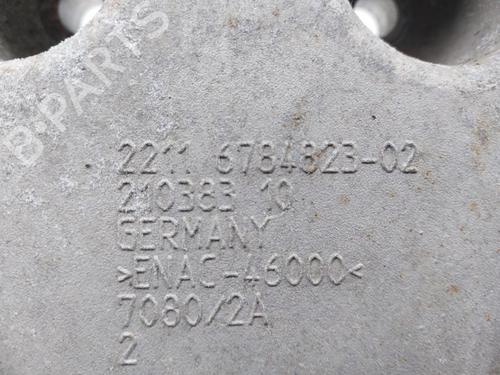 B-PARTS
2211 6784823-02
210383 10
GERMANY
>ENAC-46000<
7080/2A
2